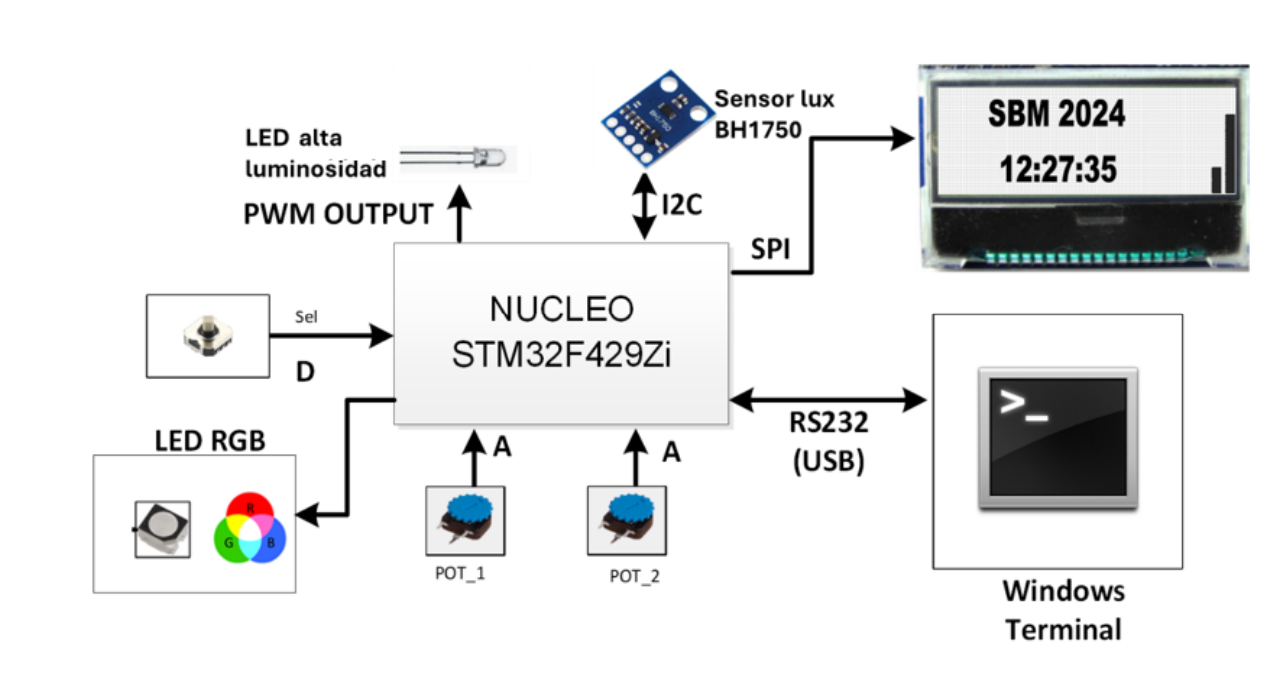 Sensor lux
BH1750
LED alta
luminosidad
PWM OUTPUT
BH1750
I2C
SPI
SBM 2024
12:27:35
NUCLEO
STM32F429Zi
Sel
D
LED RGB
R
G
B
A
A
POT_1
POT_2
RS232
(USB)
>_
Windows
Terminal